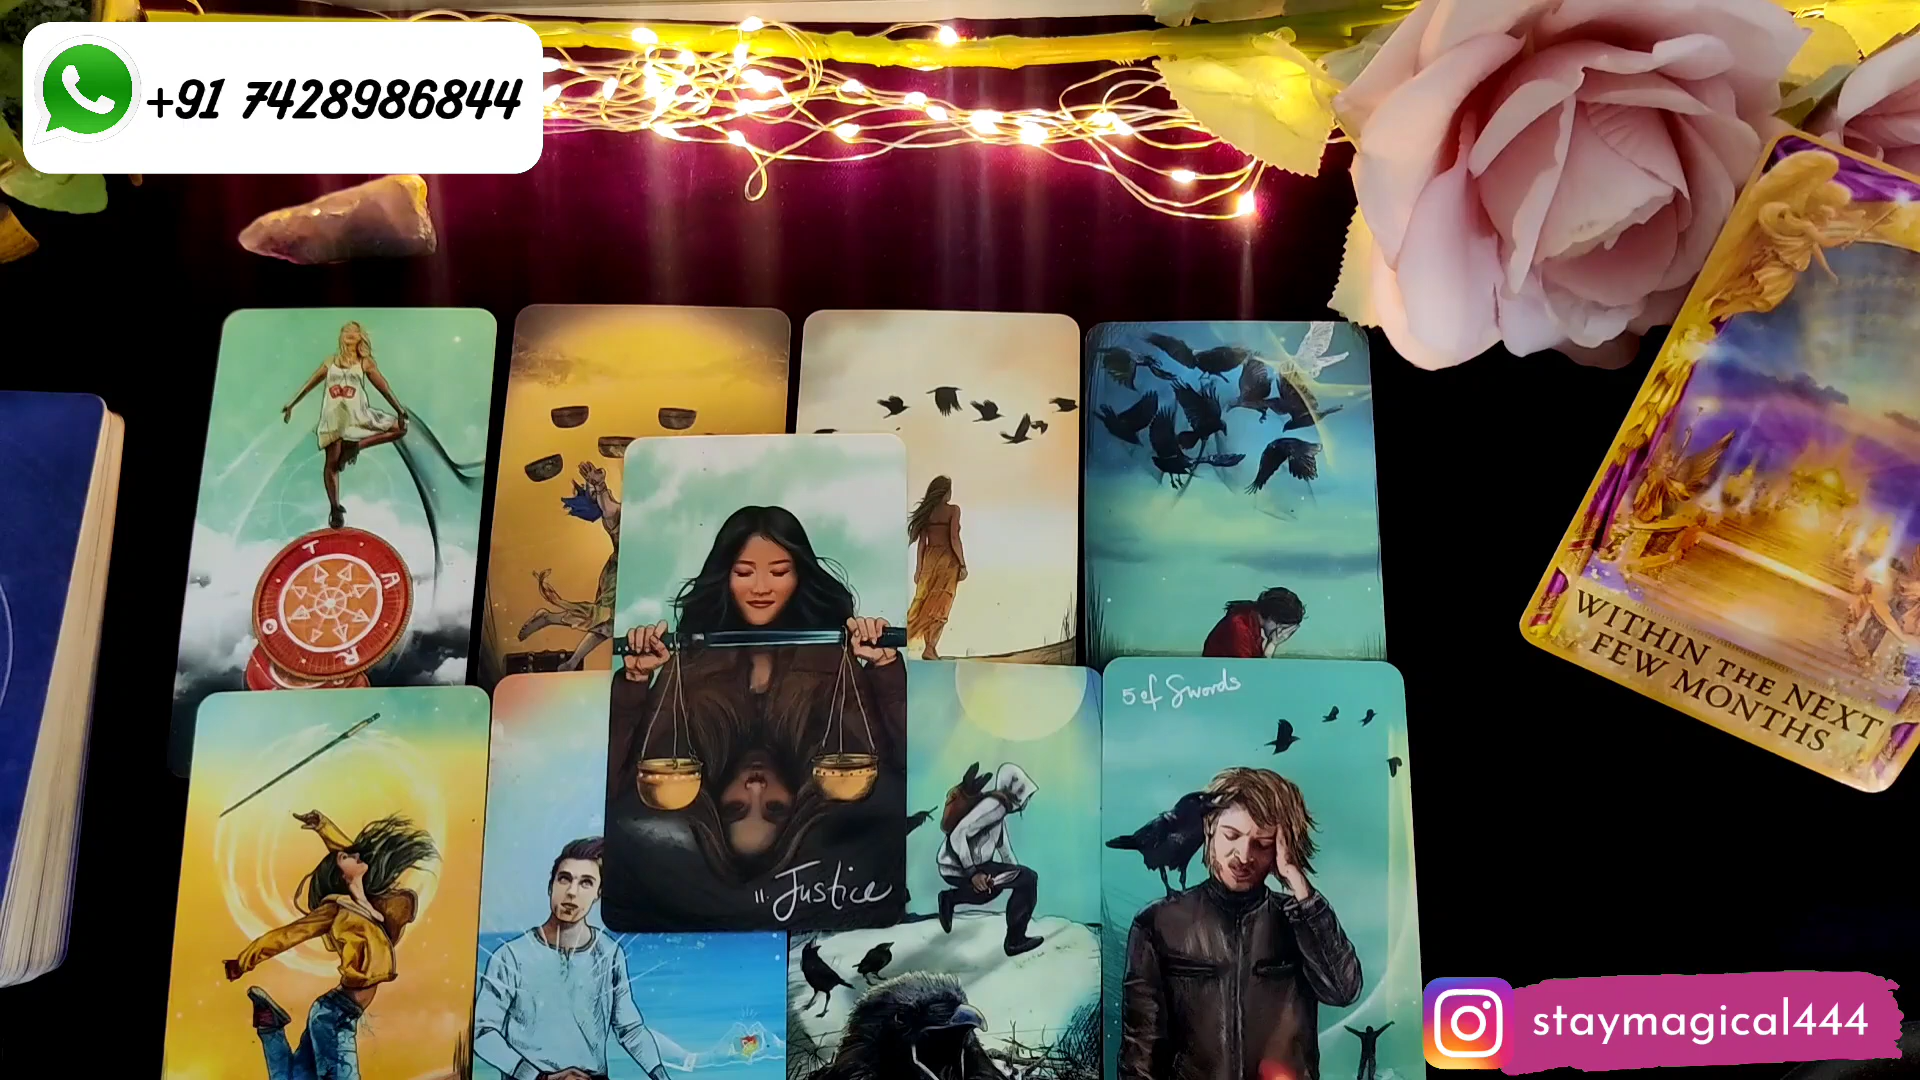 +91 7428986844
T
A
R
O
5 of Swords
11. Justice
WITHIN THE NEXT
FEW MONTHS
staymagical444